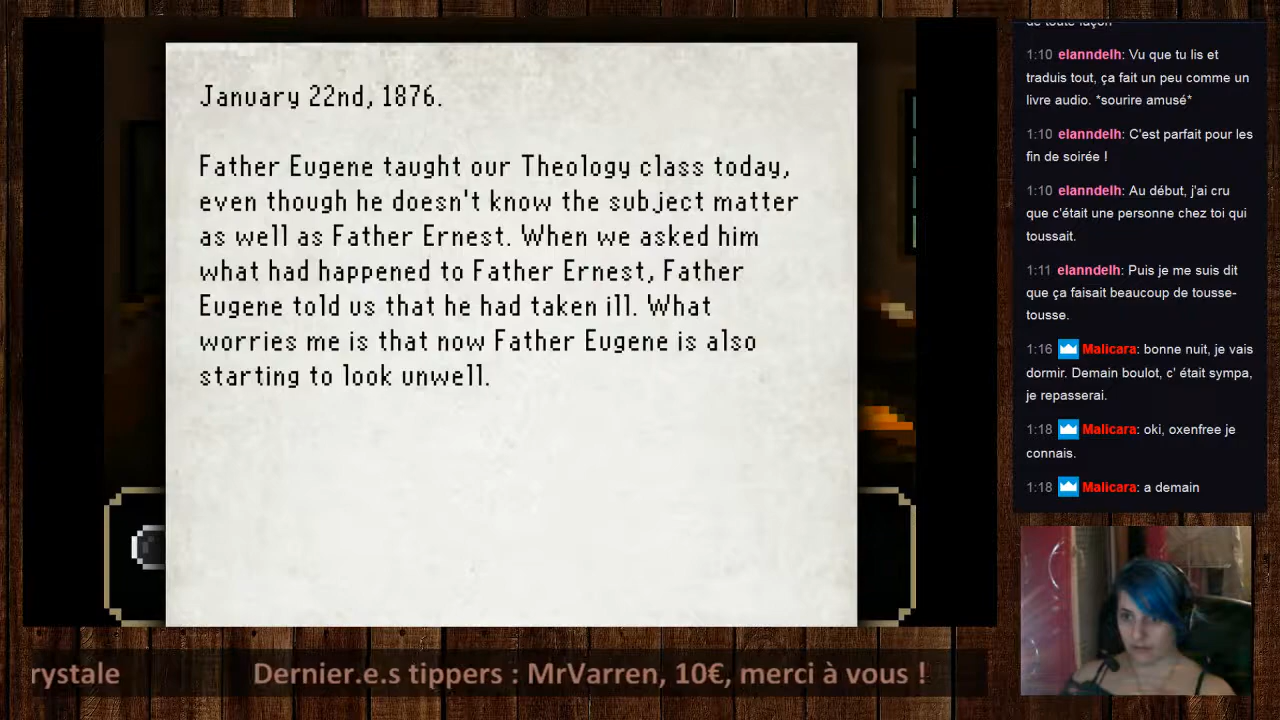 January 22nd, 1876.
Father Eugene taught our Theology class today,
even though he doesn't know the subject matter
as well as Father Ernest. When we asked him
what had happened to Father Ernest, Father
Eugene told us that he had taken ill. What
worries me is that now Father Eugene is also
starting to look unwell.
de toute façon
1:10 elanndelh: Vu que tu lis et
traduis tout, ça fait un peu comme un
livre audio. *sourire amusé*
1:10 elanndelh: C'est parfait pour les
fin de soirée !
1:10 elanndelh: Au début, j'ai cru
que c'était une personne chez toi qui
toussait.
1:11 elanndelh: Puis je me suis dit
que ça faisait beaucoup de tousse-
tousse.
1:16 Malicara: bonne nuit, je vais
dormir. Demain boulot, c' était sympa,
je repasserai.
1:18 Malicara: oki, oxenfree je
connais.
1:18 Malicara: a demain
rystale Dernier.e.s tippers : MrVarren, 10€, merci à vous !